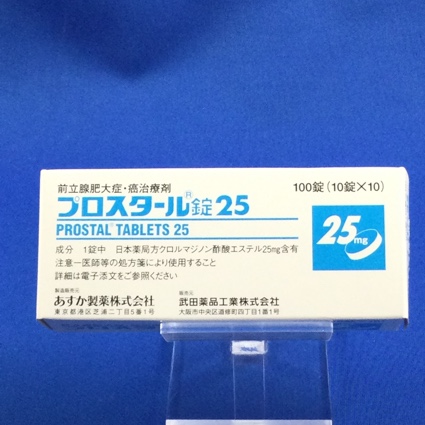 前立腺肥大症・癌治療剤
100錠（10錠×10）
プロスタール®錠25
PROSTAL TABLETS 25
25mg
成分 1錠中 日本薬局方クロルマジノン酢酸エステル25mg含有
注意－医師等の処方箋により使用すること
詳細は電子添文をご参照ください
製造販売元
あすか製薬株式会社
東京都港区芝浦二丁目5番1号
販売元
武田薬品工業株式会社
大阪市中央区道修町四丁目1番1号